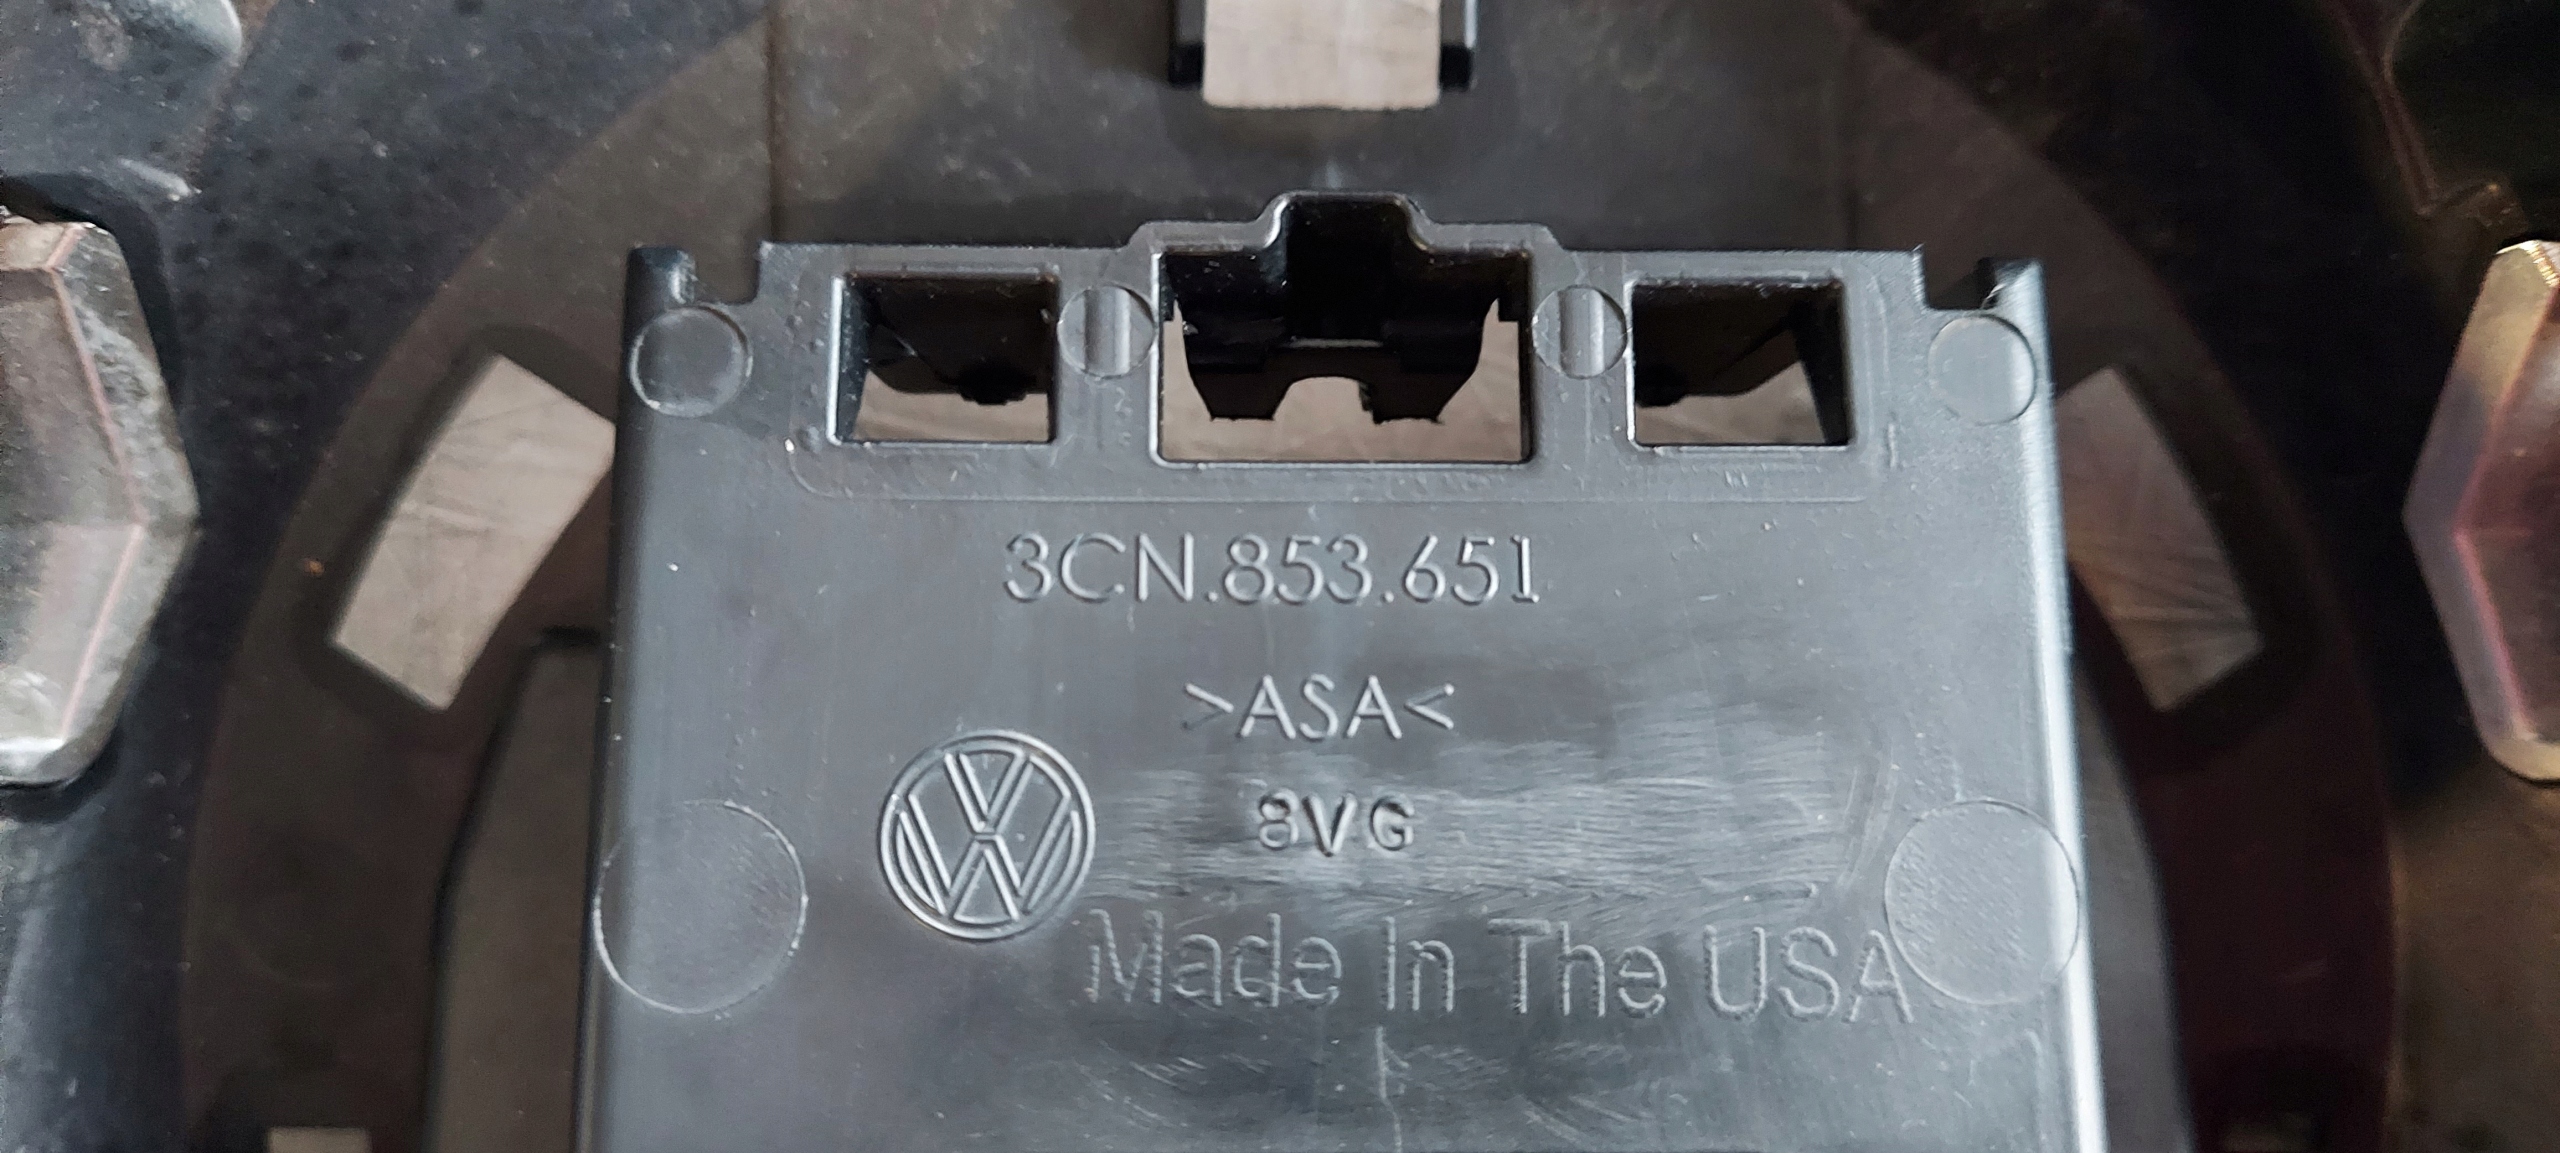 3CN.853.651
>ASA<
8VG
Made In The USA